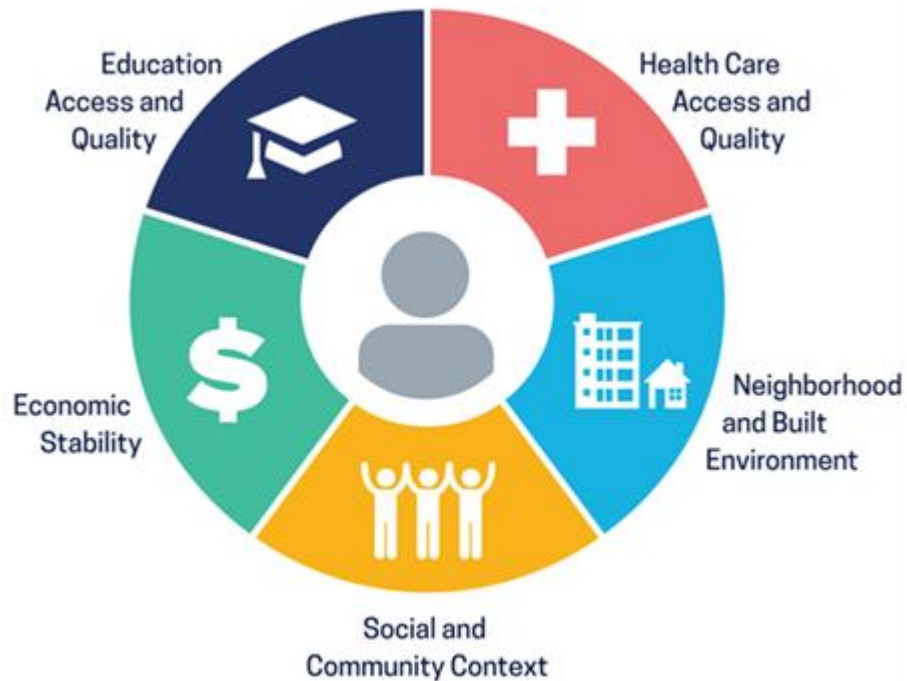 Education
Access and
Quality
Health Care
Access and
Quality
Economic
Stability
Neighborhood
and Built
Environment
Social and
Community Context